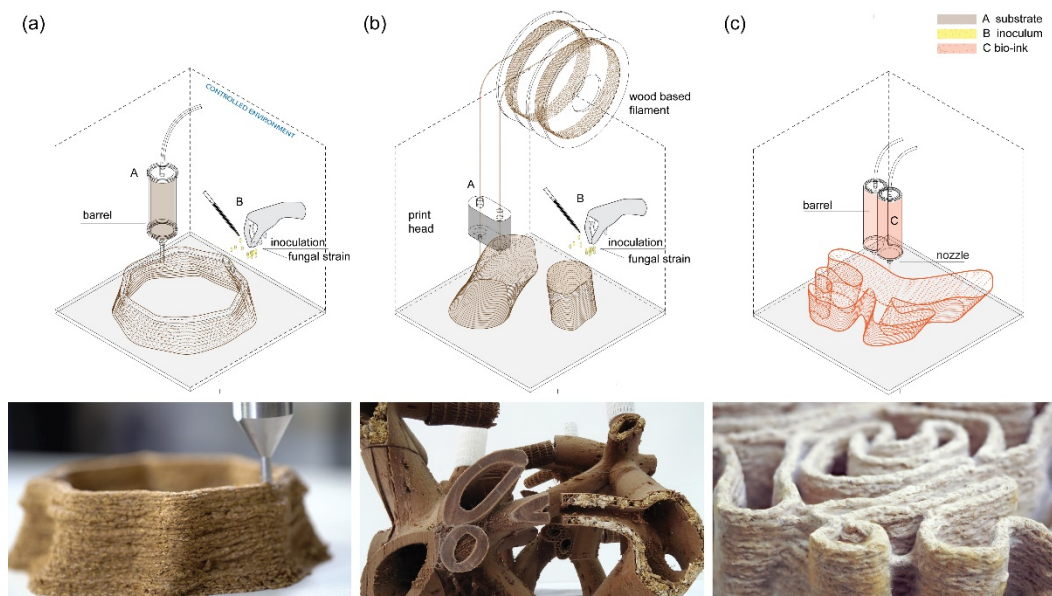 (a)
(b)
(c)
A substrate
B inoculum
C bio-ink
CONTROLLED ENVIRONMENT
A
barrel
B
inoculation
fungal strain
wood based
filament
A
print
head
B
inoculation
fungal strain
barrel
C
nozzle